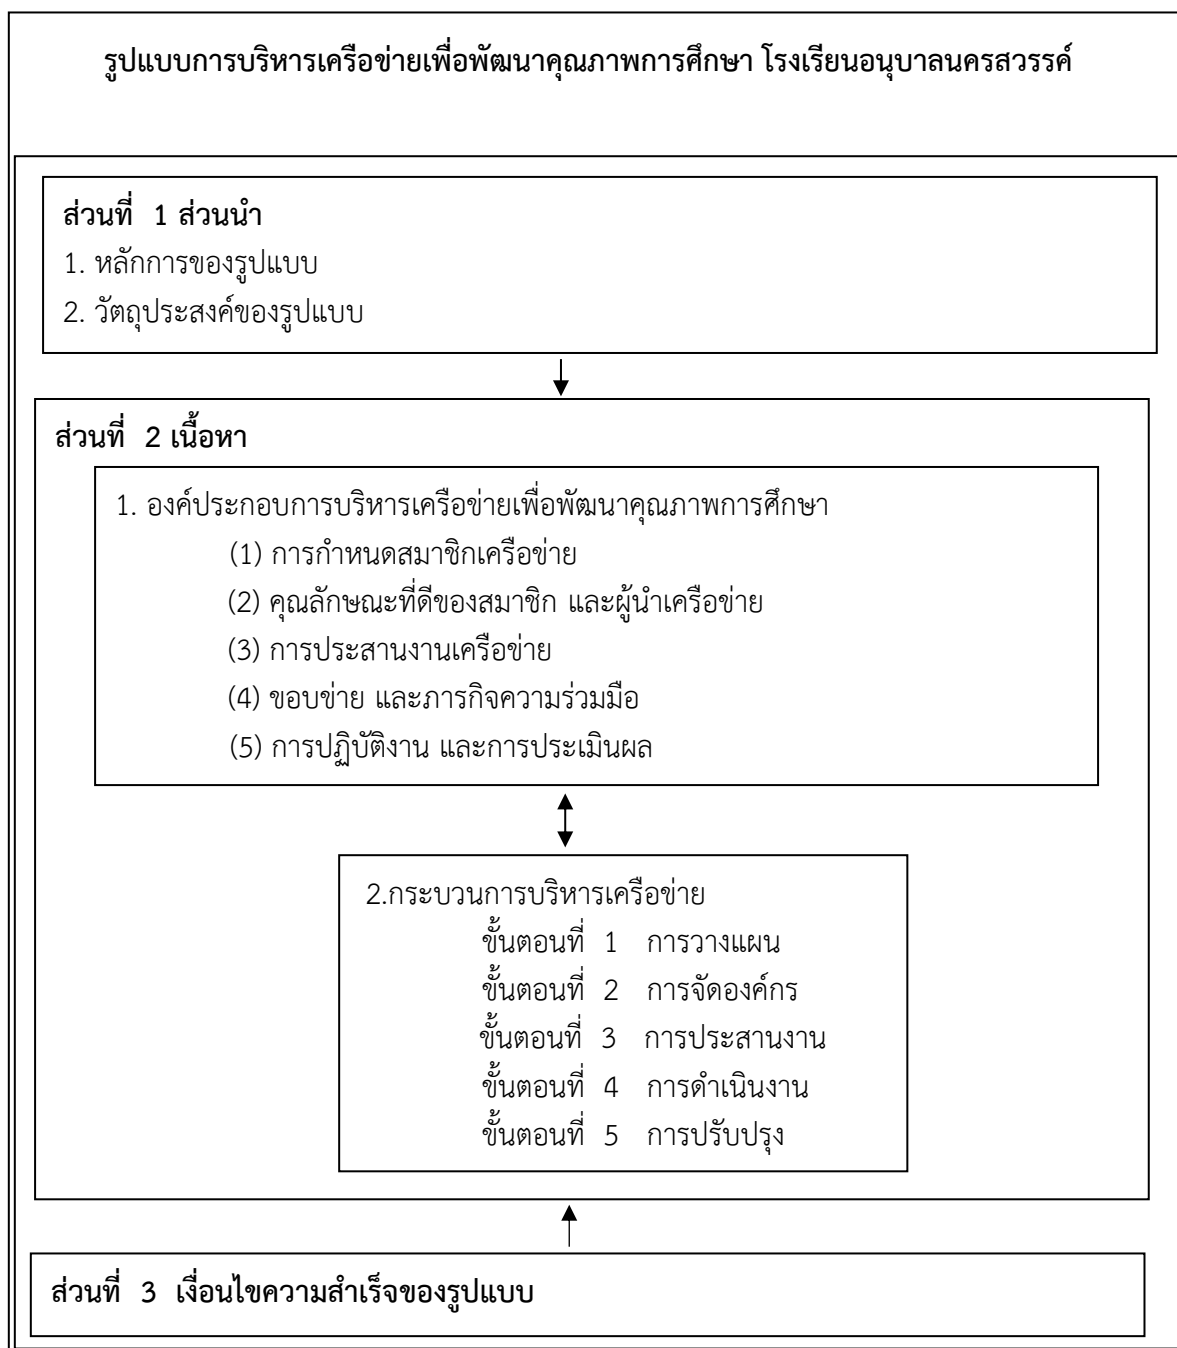 รูปแบบการบริหารเครือข่ายเพื่อพัฒนาคุณภาพการศึกษา โรงเรียนอนุบาลนครสวรรค์
ส่วนที่ 1 ส่วนนำ
1. หลักการของรูปแบบ
2. วัตถุประสงค์ของรูปแบบ
ส่วนที่ 2 เนื้อหา
1. องค์ประกอบการบริหารเครือข่ายเพื่อพัฒนาคุณภาพการศึกษา
(1) การกำหนดสมาชิกเครือข่าย
(2) คุณลักษณะที่ดีของสมาชิก และผู้นำเครือข่าย
(3) การประสานงานเครือข่าย
(4) ขอบข่าย และภารกิจความร่วมมือ
(5) การปฏิบัติงาน และการประเมินผล
2.กระบวนการบริหารเครือข่าย
ขั้นตอนที่ 1 การวางแผน
ขั้นตอนที่ 2 การจัดองค์กร
ขั้นตอนที่ 3 การประสานงาน
ขั้นตอนที่ 4 การดำเนินงาน
ขั้นตอนที่ 5 การปรับปรุง
ส่วนที่ 3 เงื่อนไขความสำเร็จของรูปแบบ